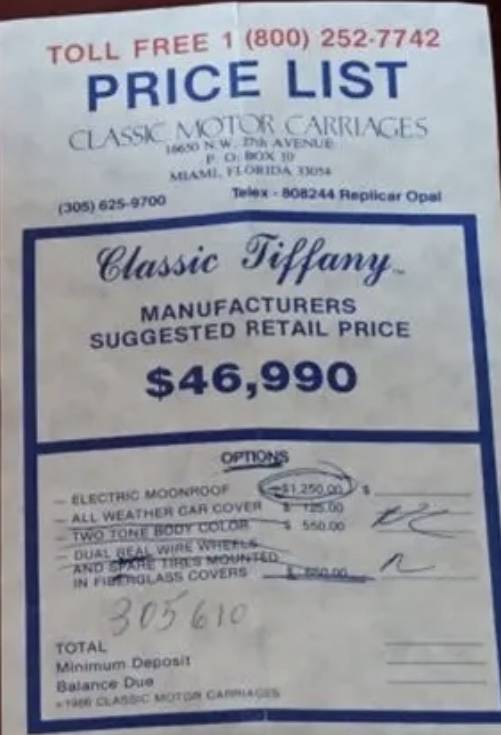 TOLL FREE 1 (800) 252-7742
PRICE LIST
CLASSIC MOTOR CARRIAGES
16650 N.W. 27th AVENUE
P. O. BOX 10
MIAMI, FLORIDA 33054
(305) 625-9700 Telex - 808244 Replicar Opal
Classic Tiffany™
MANUFACTURERS
SUGGESTED RETAIL PRICE
$46,990
OPTIONS
— ELECTRIC MOONROOF $1,250.00 $
— ALL WEATHER CAR COVER $ 125.00
— TWO TONE BODY COLOR $ 550.00
— DUAL REAL WIRE WHEELS
AND SPARE TIRES MOUNTED
IN FIBERGLASS COVERS $ 650.00
305 610
TOTAL
Minimum Deposit
Balance Due
©1986 CLASSIC MOTOR CARRIAGES